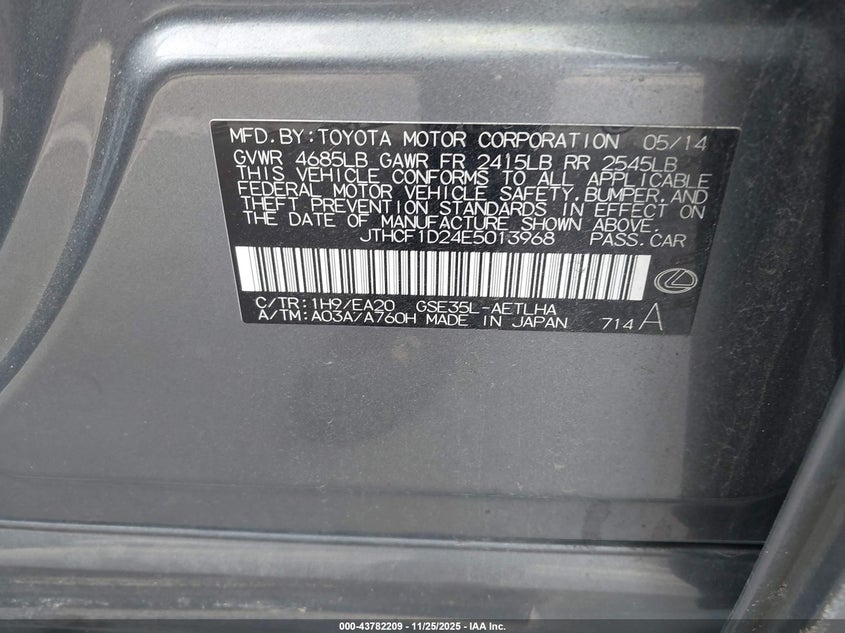 MFD.BY:TOYOTA MOTOR CORPORATION 05/14
GVWR 4685LB GAWR FR 2415LB RR 2545LB
THIS VEHICLE CONFORMS TO ALL APPLICABLE
FEDERAL MOTOR VEHICLE SAFETY,BUMPER,AND
THEFT PREVENTION STANDARDS IN EFFECT ON
THE DATE OF MANUFACTURE SHOWN ABOVE.
JTHCF1D24E5013968 PASS.CAR
C/TR:1H9/EA20 GSE35L-AETLHA
A/TM:A03A/A760H MADE IN JAPAN 714 A
000-43782209 - 11/25/2025 - IAA Inc.